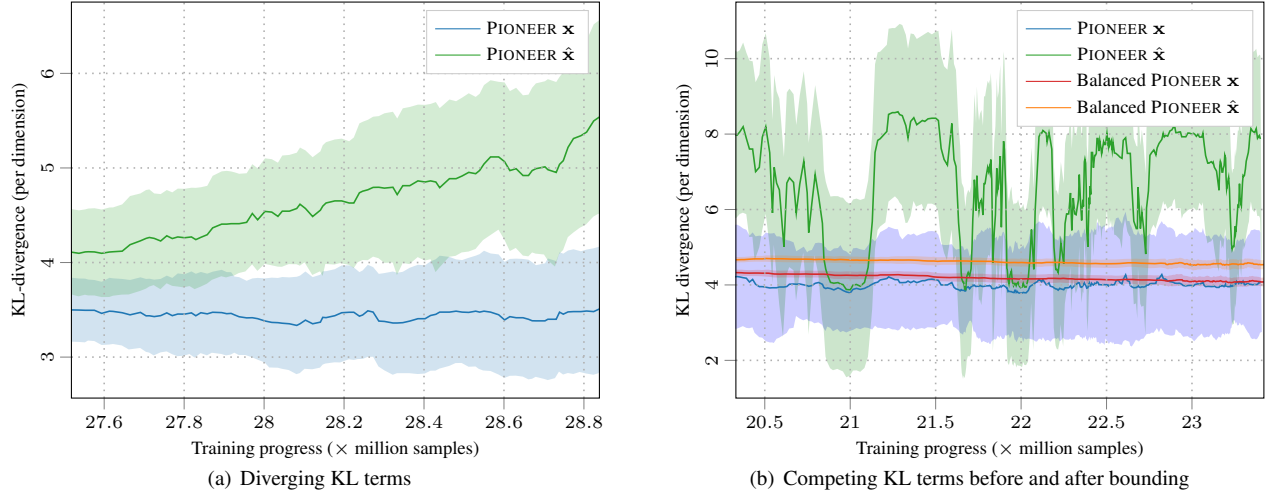 PIONEER x
PIONEER x̂
6
5
4
3
KL-divergence (per dimension)
27.6 27.8 28 28.2 28.4 28.6 28.8
Training progress (× million samples)
(a) Diverging KL terms
PIONEER x
PIONEER x̂
Balanced PIONEER x
Balanced PIONEER x̂
10
8
6
4
2
KL divergence (per dimension)
20.5 21 21.5 22 22.5 23
Training progress (× million samples)
(b) Competing KL terms before and after bounding